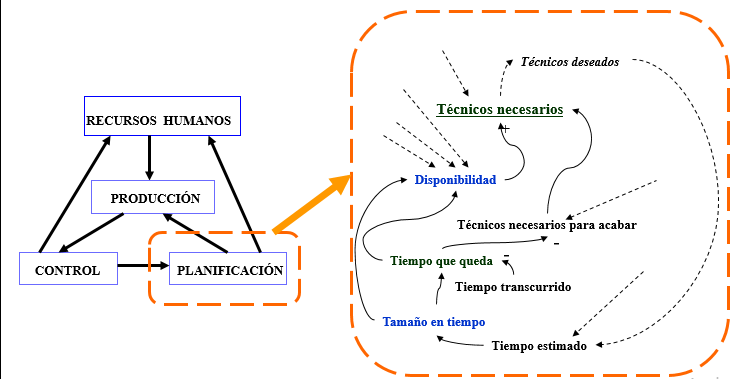 RECURSOS HUMANOS
PRODUCCIÓN
CONTROL
PLANIFICACIÓN
Técnicos deseados
Técnicos necesarios
+
Disponibilidad
Técnicos necesarios para acabar
-
Tiempo que queda
-
Tiempo transcurrido
Tamaño en tiempo
Tiempo estimado